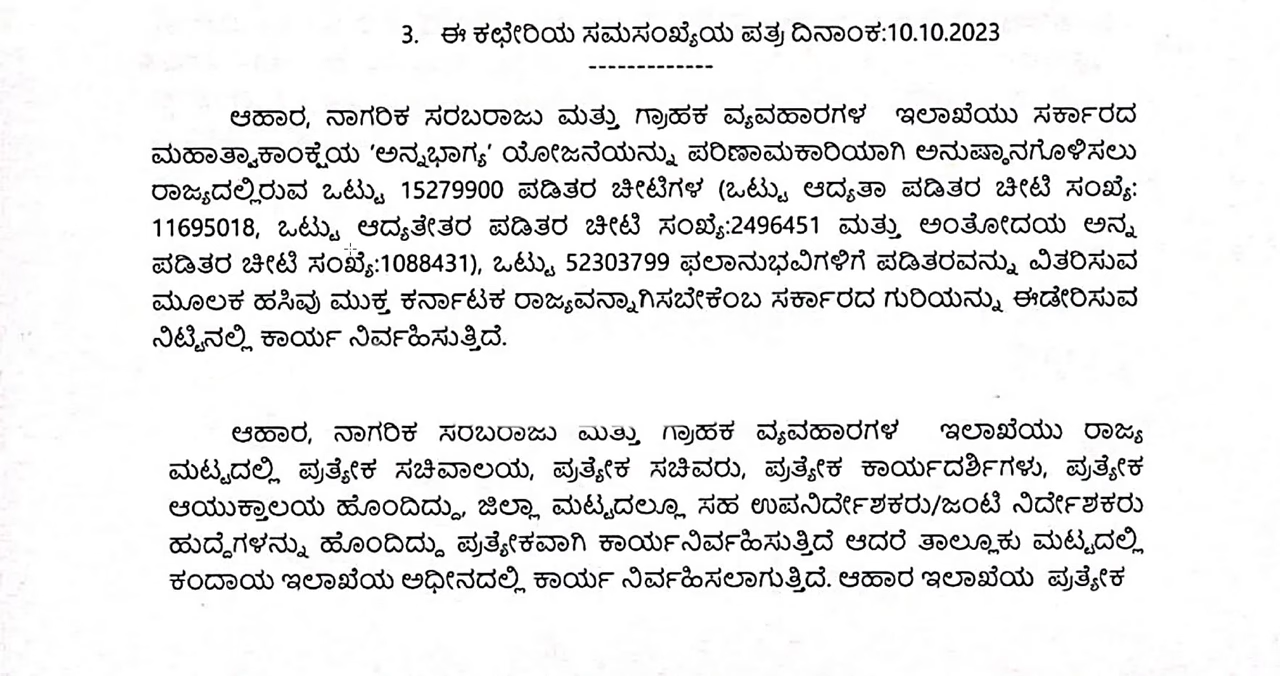 3. ಈ ಕಛೇರಿಯ ಸಮಸಂಖ್ಯೆಯ ಪತ್ರ ದಿನಾಂಕ:10.10.2023
-------------
ಆಹಾರ, ನಾಗರಿಕ ಸರಬರಾಜು ಮತ್ತು ಗ್ರಾಹಕ ವ್ಯವಹಾರಗಳ ಇಲಾಖೆಯು ಸರ್ಕಾರದ
ಮಹಾತ್ವಾಕಾಂಕ್ಷೆಯ 'ಅನ್ನಭಾಗ್ಯ' ಯೋಜನೆಯನ್ನು ಪರಿಣಾಮಕಾರಿಯಾಗಿ ಅನುಷ್ಠಾನಗೊಳಿಸಲು
ರಾಜ್ಯದಲ್ಲಿರುವ ಒಟ್ಟು 15279900 ಪಡಿತರ ಚೀಟಿಗಳ (ಒಟ್ಟು ಆದ್ಯತಾ ಪಡಿತರ ಚೀಟಿ ಸಂಖ್ಯೆ:
11695018, ಒಟ್ಟು ಆದ್ಯತೇತರ ಪಡಿತರ ಚೀಟಿ ಸಂಖ್ಯೆ:2496451 ಮತ್ತು ಅಂತೋದಯ ಅನ್ನ
ಪಡಿತರ ಚೀಟಿ ಸಂಖ್ಯೆ:1088431), ಒಟ್ಟು 52303799 ಫಲಾನುಭವಿಗಳಿಗೆ ಪಡಿತರವನ್ನು ವಿತರಿಸುವ
ಮೂಲಕ ಹಸಿವು ಮುಕ್ತ ಕರ್ನಾಟಕ ರಾಜ್ಯವನ್ನಾಗಿಸಬೇಕೆಂಬ ಸರ್ಕಾರದ ಗುರಿಯನ್ನು ಈಡೇರಿಸುವ
ನಿಟ್ಟಿನಲ್ಲಿ ಕಾರ್ಯ ನಿರ್ವಹಿಸುತ್ತಿದೆ.
ಆಹಾರ, ನಾಗರಿಕ ಸರಬರಾಜು ಮತ್ತು ಗ್ರಾಹಕ ವ್ಯವಹಾರಗಳ ಇಲಾಖೆಯು ರಾಜ್ಯ
ಮಟ್ಟದಲ್ಲಿ ಪ್ರತ್ಯೇಕ ಸಚಿವಾಲಯ, ಪ್ರತ್ಯೇಕ ಸಚಿವರು, ಪ್ರತ್ಯೇಕ ಕಾರ್ಯದರ್ಶಿಗಳು, ಪ್ರತ್ಯೇಕ
ಆಯುಕ್ತಾಲಯ ಹೊಂದಿದ್ದು, ಜಿಲ್ಲಾ ಮಟ್ಟದಲ್ಲೂ ಸಹ ಉಪನಿರ್ದೇಶಕರು/ಜಂಟಿ ನಿರ್ದೇಶಕರು
ಹುದ್ದೆಗಳನ್ನು ಹೊಂದಿದ್ದು ಪ್ರತ್ಯೇಕವಾಗಿ ಕಾರ್ಯನಿರ್ವಹಿಸುತ್ತಿದೆ ಆದರೆ ತಾಲ್ಲೂಕು ಮಟ್ಟದಲ್ಲಿ
ಕಂದಾಯ ಇಲಾಖೆಯ ಅಧೀನದಲ್ಲಿ ಕಾರ್ಯ ನಿರ್ವಹಿಸಲಾಗುತ್ತಿದೆ. ಆಹಾರ ಇಲಾಖೆಯ ಪ್ರತ್ಯೇಕ